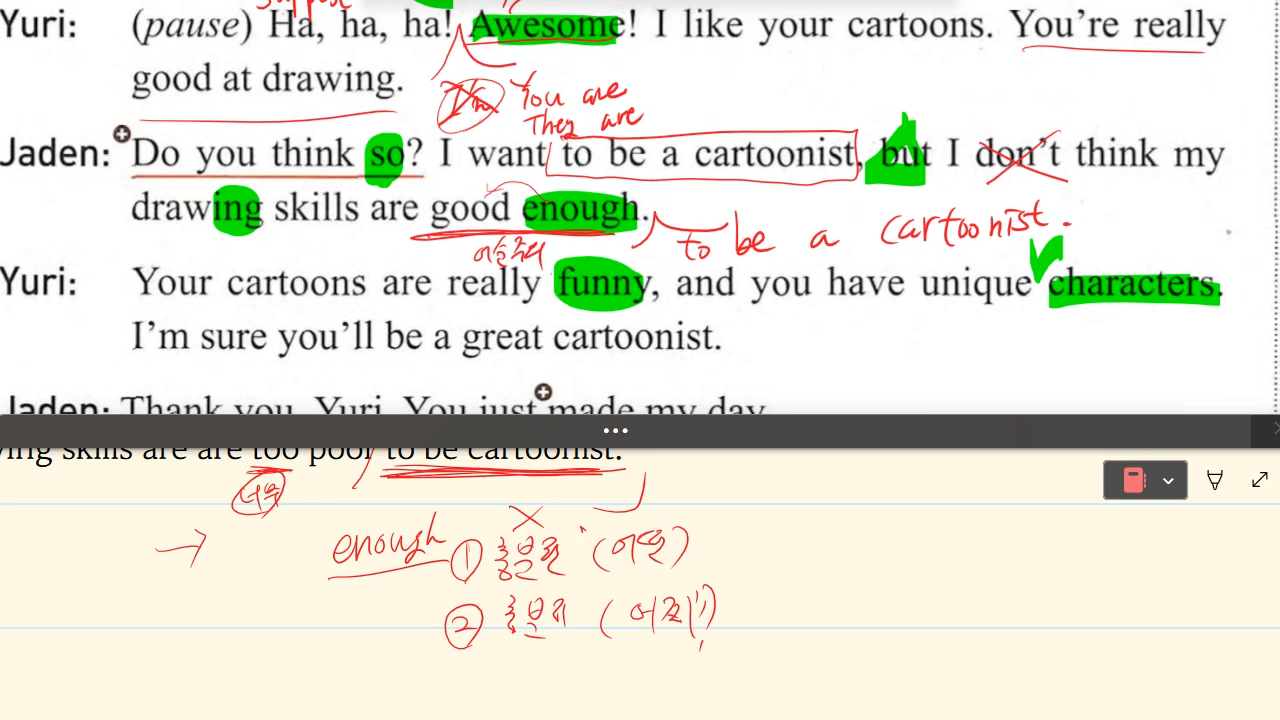 Yuri: (pause) Ha, ha, ha! Awesome! I like your cartoons. You're really
good at drawing.
You are
They are
Jaden: Do you think so? I want to be a cartoonist, but I don't think my
drawing skills are good enough.
to be a cartoonist.
Yuri: Your cartoons are really funny, and you have unique characters.
I'm sure you'll be a great cartoonist.
Jaden: Thank you, Yuri. You just made my day.
ing skills are are too poor to be cartoonist.
너무
enough ① 충분한
② 충분히